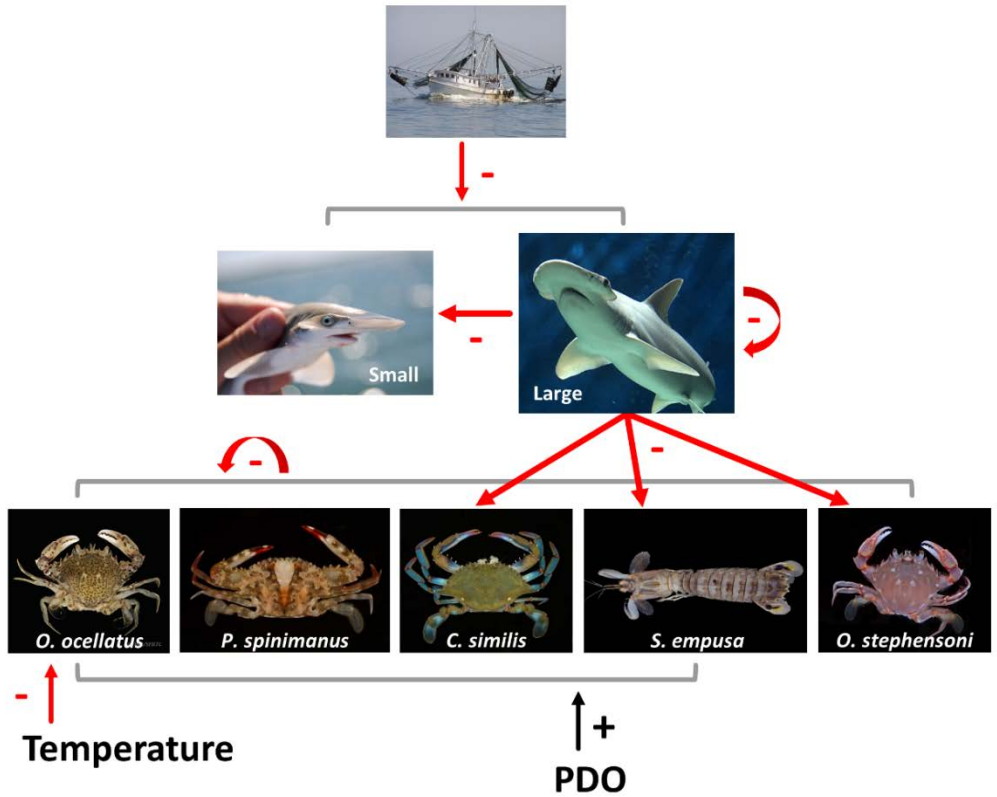 -
Small
-
Large
-
-
-
O. ocellatus
P. spinimanus
C. similis
S. empusa
O. stephensoni
-
Temperature
+
PDO